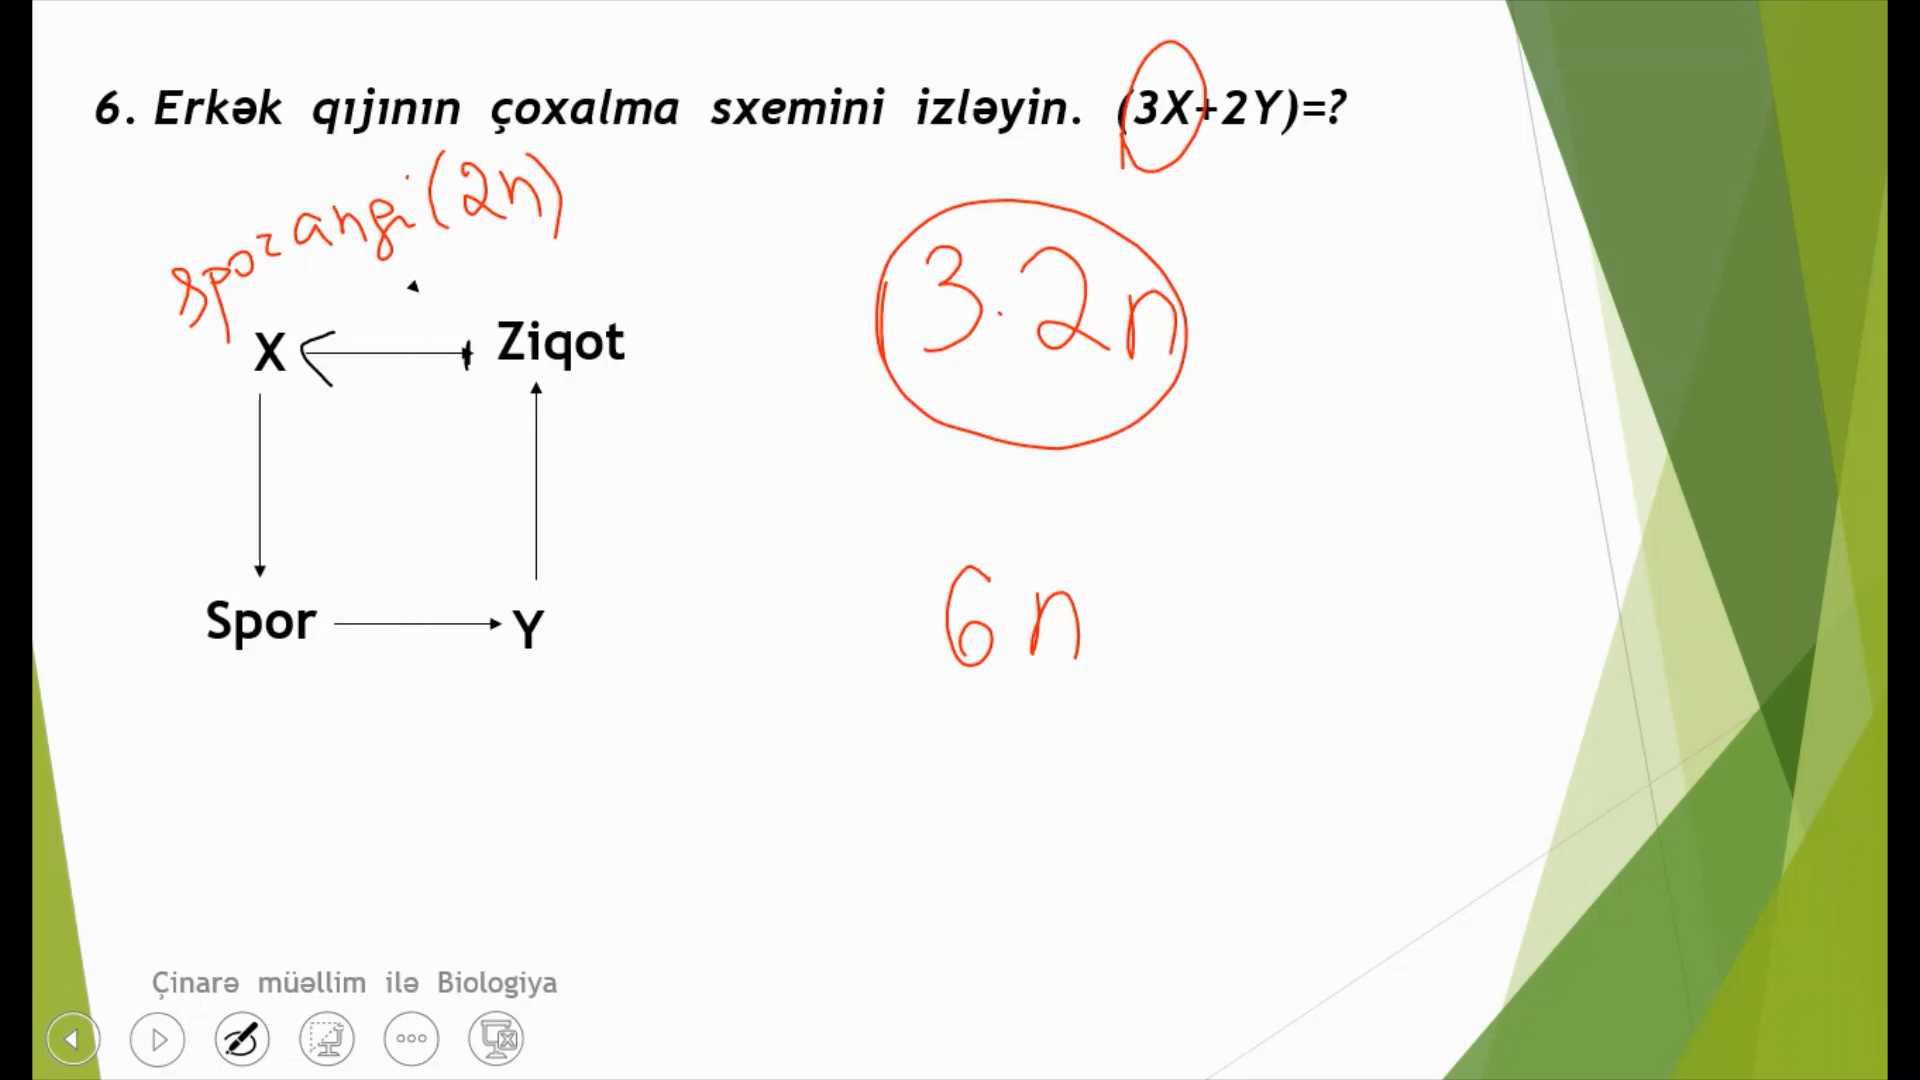 6. Erkək qıjının çoxalma sxemini izləyin. (3X+2Y)=?
sporangi (2n)
3.2n
X Ziqot
6n
Spor Y
Çinarə müəllim ilə Biologiya